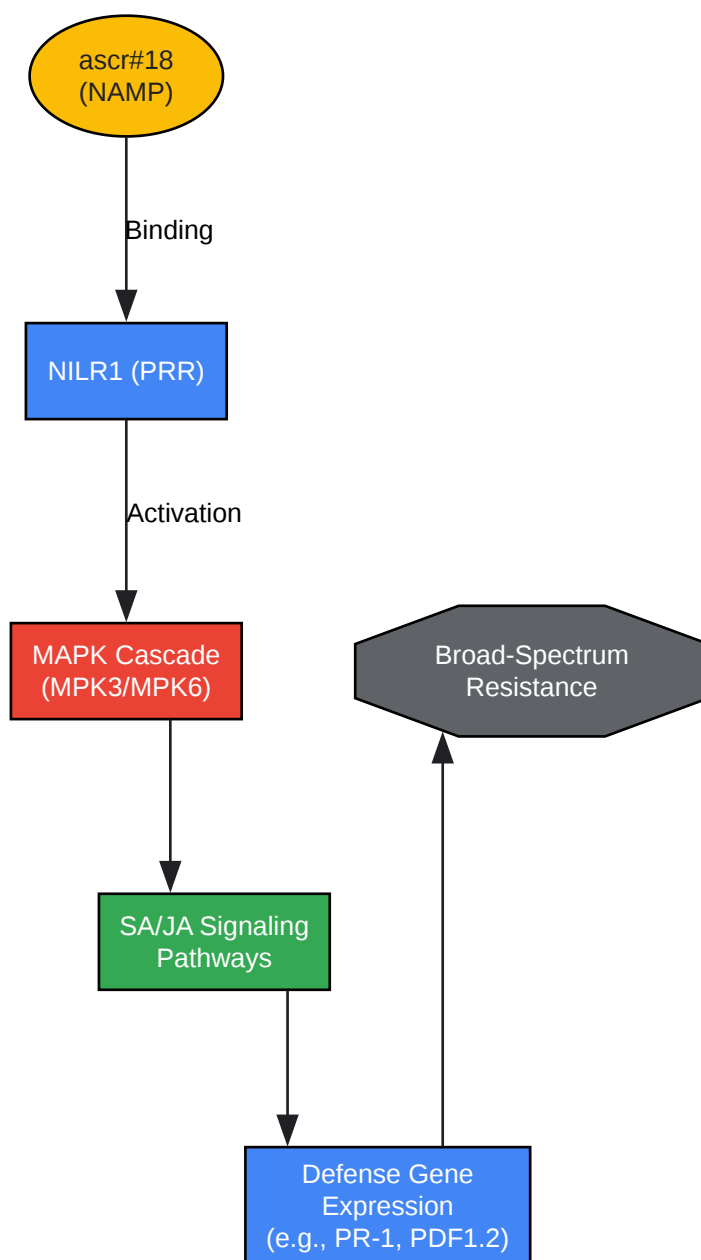 ascr#18
(NAMP)
Binding
NILR1 (PRR)
Activation
MAPK Cascade
(MPK3/MPK6)
Broad-Spectrum
Resistance
SA/JA Signaling
Pathways
Defense Gene
Expression
(e.g., PR-1, PDF1.2)